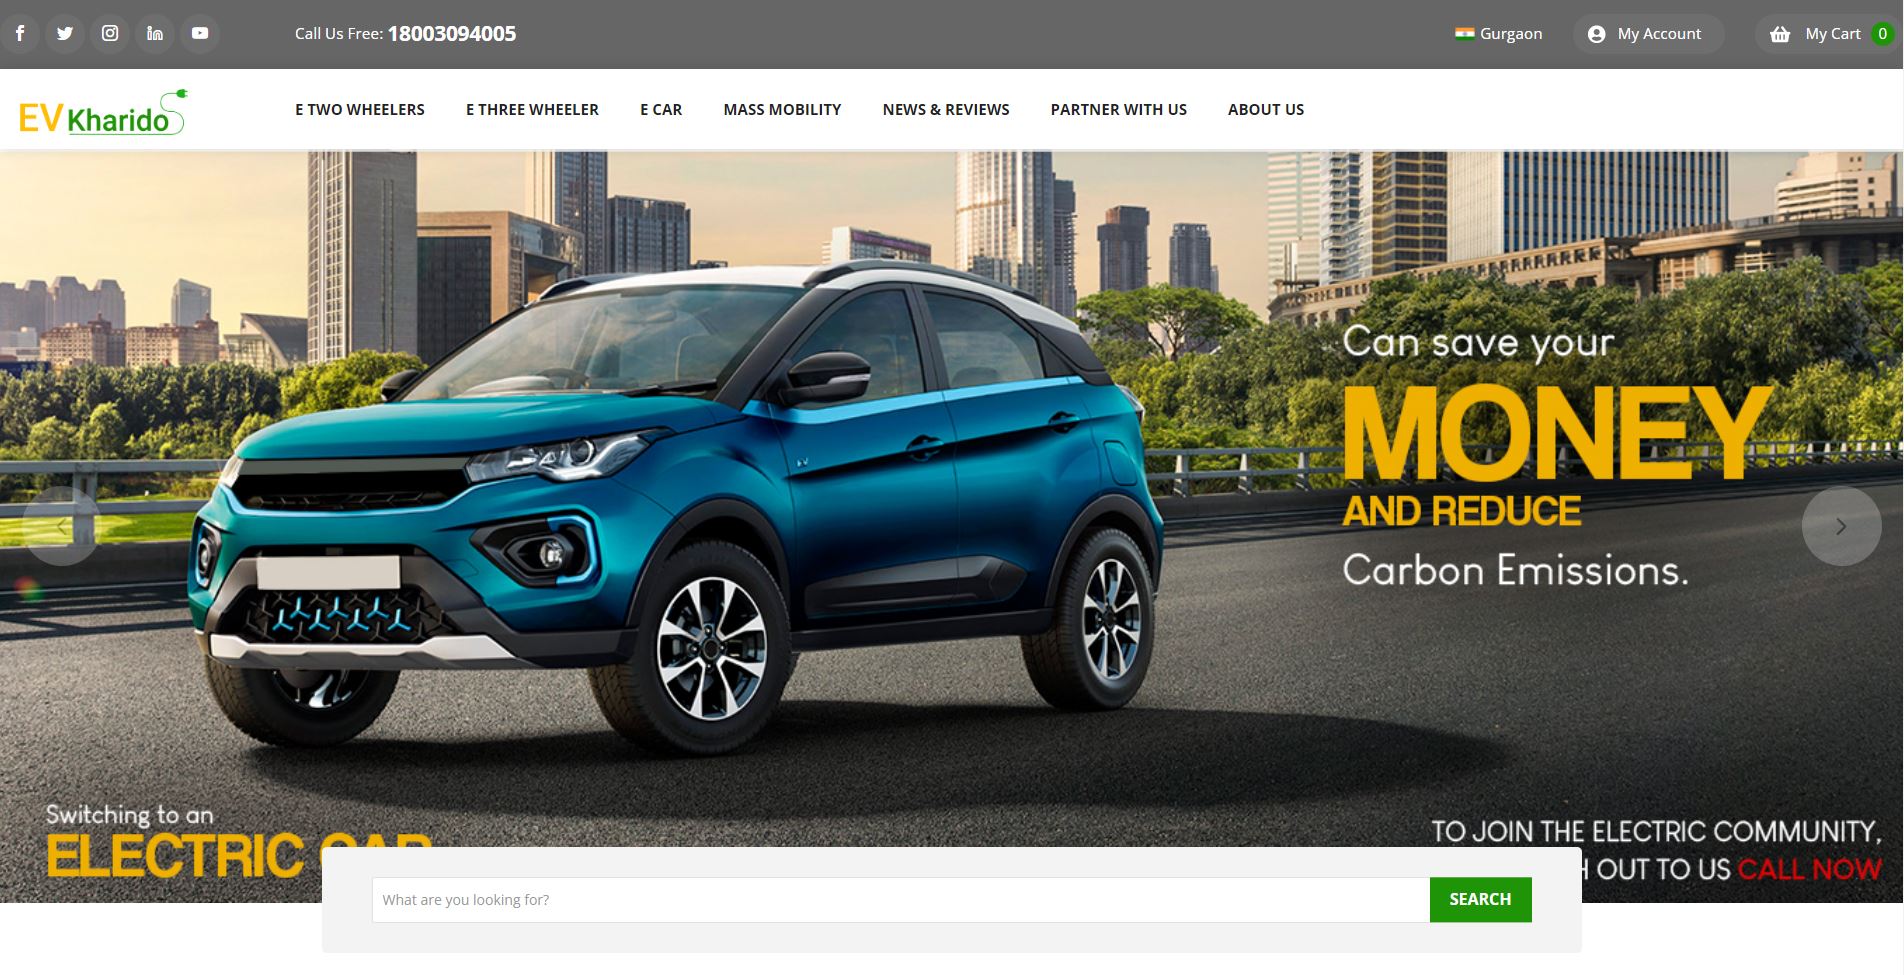 Call Us Free: 18003094005
Gurgaon
My Account
My Cart 0
EV Kharido
E TWO WHEELERS
E THREE WHEELER
E CAR
MASS MOBILITY
NEWS & REVIEWS
PARTNER WITH US
ABOUT US
Can save your
MONEY
AND REDUCE
Carbon Emissions.
EV
Switching to an
ELECTRIC CAR
TO JOIN THE ELECTRIC COMMUNITY,
OUT TO US CALL NOW
What are you looking for?
SEARCH